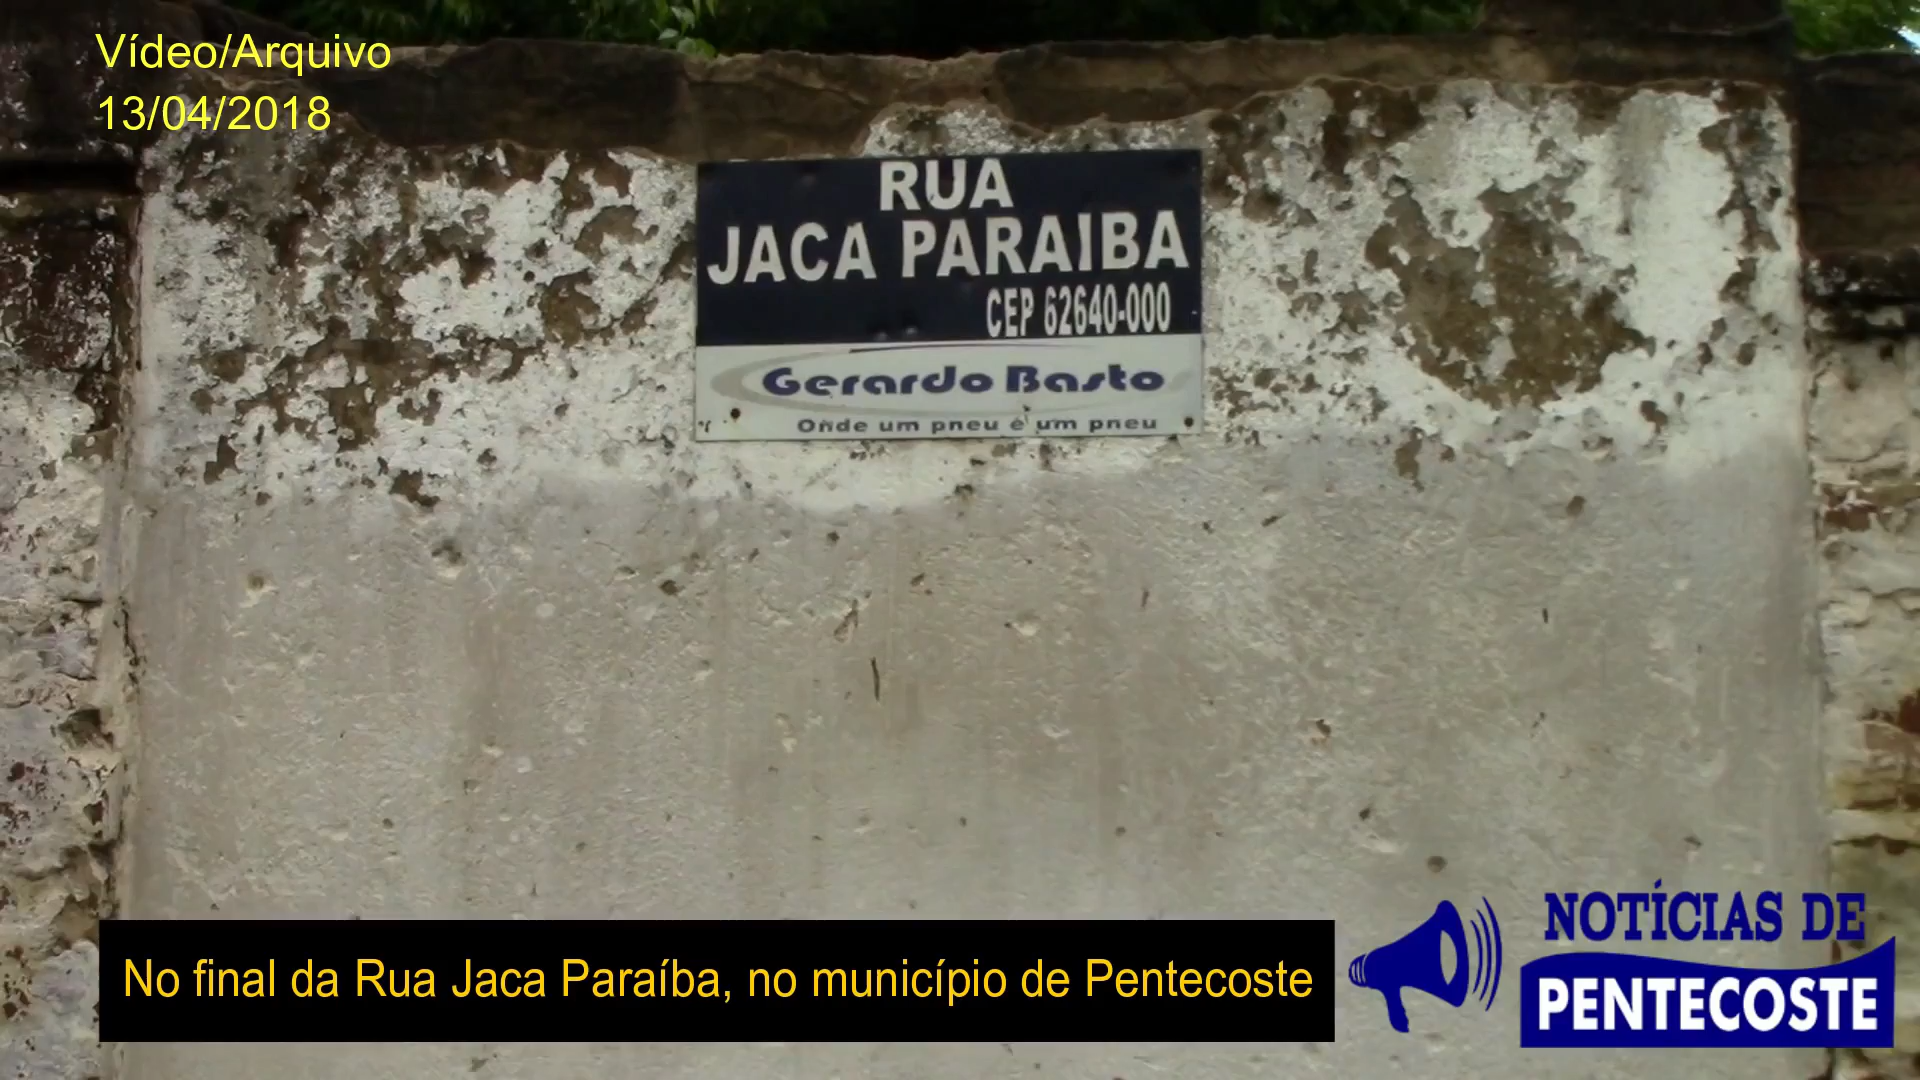 Vídeo/Arquivo
13/04/2018
RUA
JACA PARAIBA
CEP 62640-000
Gerardo Basto
Onde um pneu é um pneu
No final da Rua Jaca Paraíba, no município de Pentecoste
NOTÍCIAS DE
PENTECOSTE